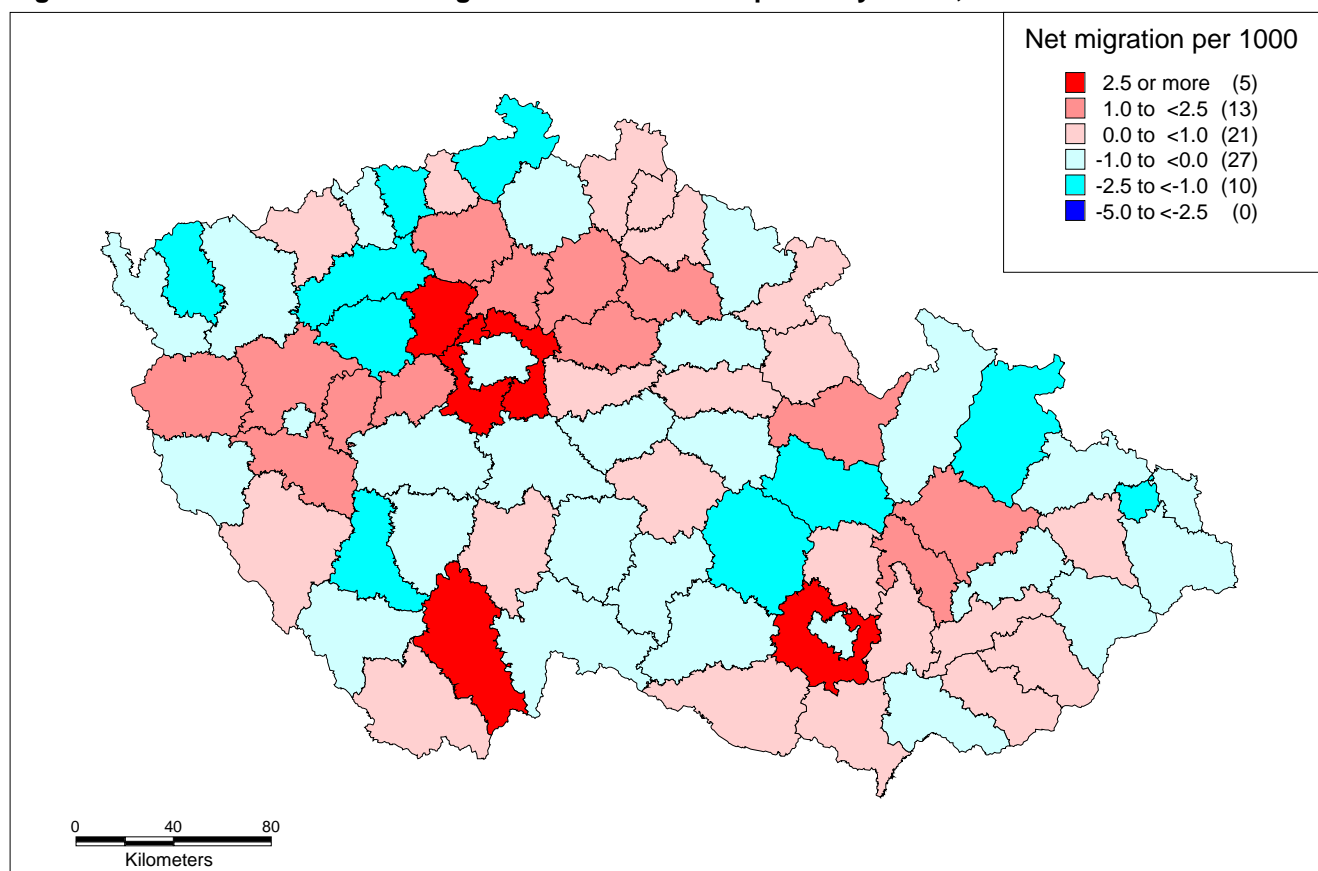 Net migration per 1000
2.5 or more (5)
1.0 to <2.5 (13)
0.0 to <1.0 (21)
-1.0 to <0.0 (27)
-2.5 to <-1.0 (10)
-5.0 to <-2.5 (0)
0 40 80
Kilometers